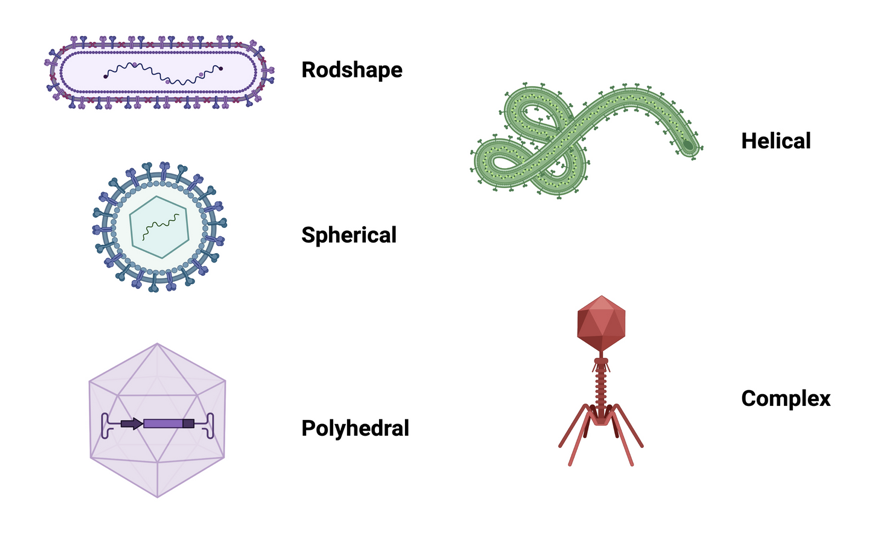 Rodshape
Helical
Spherical
Complex
Polyhedral